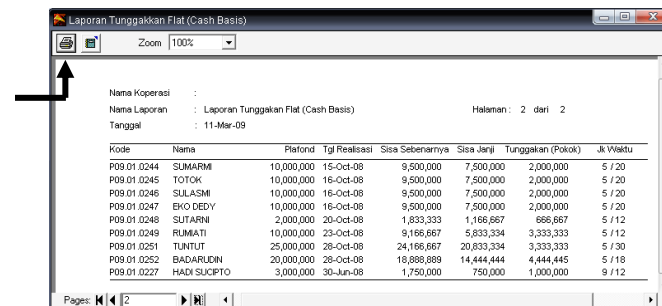 Laporan Tunggakkan Flat (Cash Basis)
Zoom 100%
Nama Koperasi :
Nama Laporan : Laporan Tunggakan Flat (Cash Basis) Halaman : 2 dari 2
Tanggal : 11-Mar-09
Kode Nama Plafond Tgl Realisasi Sisa Sebenarnya Sisa Janji Tunggakan (Pokok) Jk Waktu
P09.01.0244 SUMARMI 10,000,000 15-Oct-08 9,500,000 7,500,000 2,000,000 5 / 20
P09.01.0245 TOTOK 10,000,000 16-Oct-08 9,500,000 7,500,000 2,000,000 5 / 20
P09.01.0246 SULASMI 10,000,000 16-Oct-08 9,500,000 7,500,000 2,000,000 5 / 20
P09.01.0247 EKO DEDY 10,000,000 16-Oct-08 9,500,000 7,500,000 2,000,000 5 / 20
P09.01.0248 SUTARNI 2,000,000 20-Oct-08 1,833,333 1,166,667 666,667 5 / 12
P09.01.0249 RUMIATI 10,000,000 23-Oct-08 9,166,667 5,833,334 3,333,333 5 / 12
P09.01.0251 TUNTUT 25,000,000 28-Oct-08 24,166,667 20,833,334 3,333,333 5 / 30
P09.01.0252 BADARUDIN 20,000,000 28-Oct-08 18,888,889 14,444,444 4,444,445 5 / 18
P09.01.0227 HADI SUCIPTO 3,000,000 30-Jun-08 1,750,000 750,000 1,000,000 9 / 12
Pages: 2